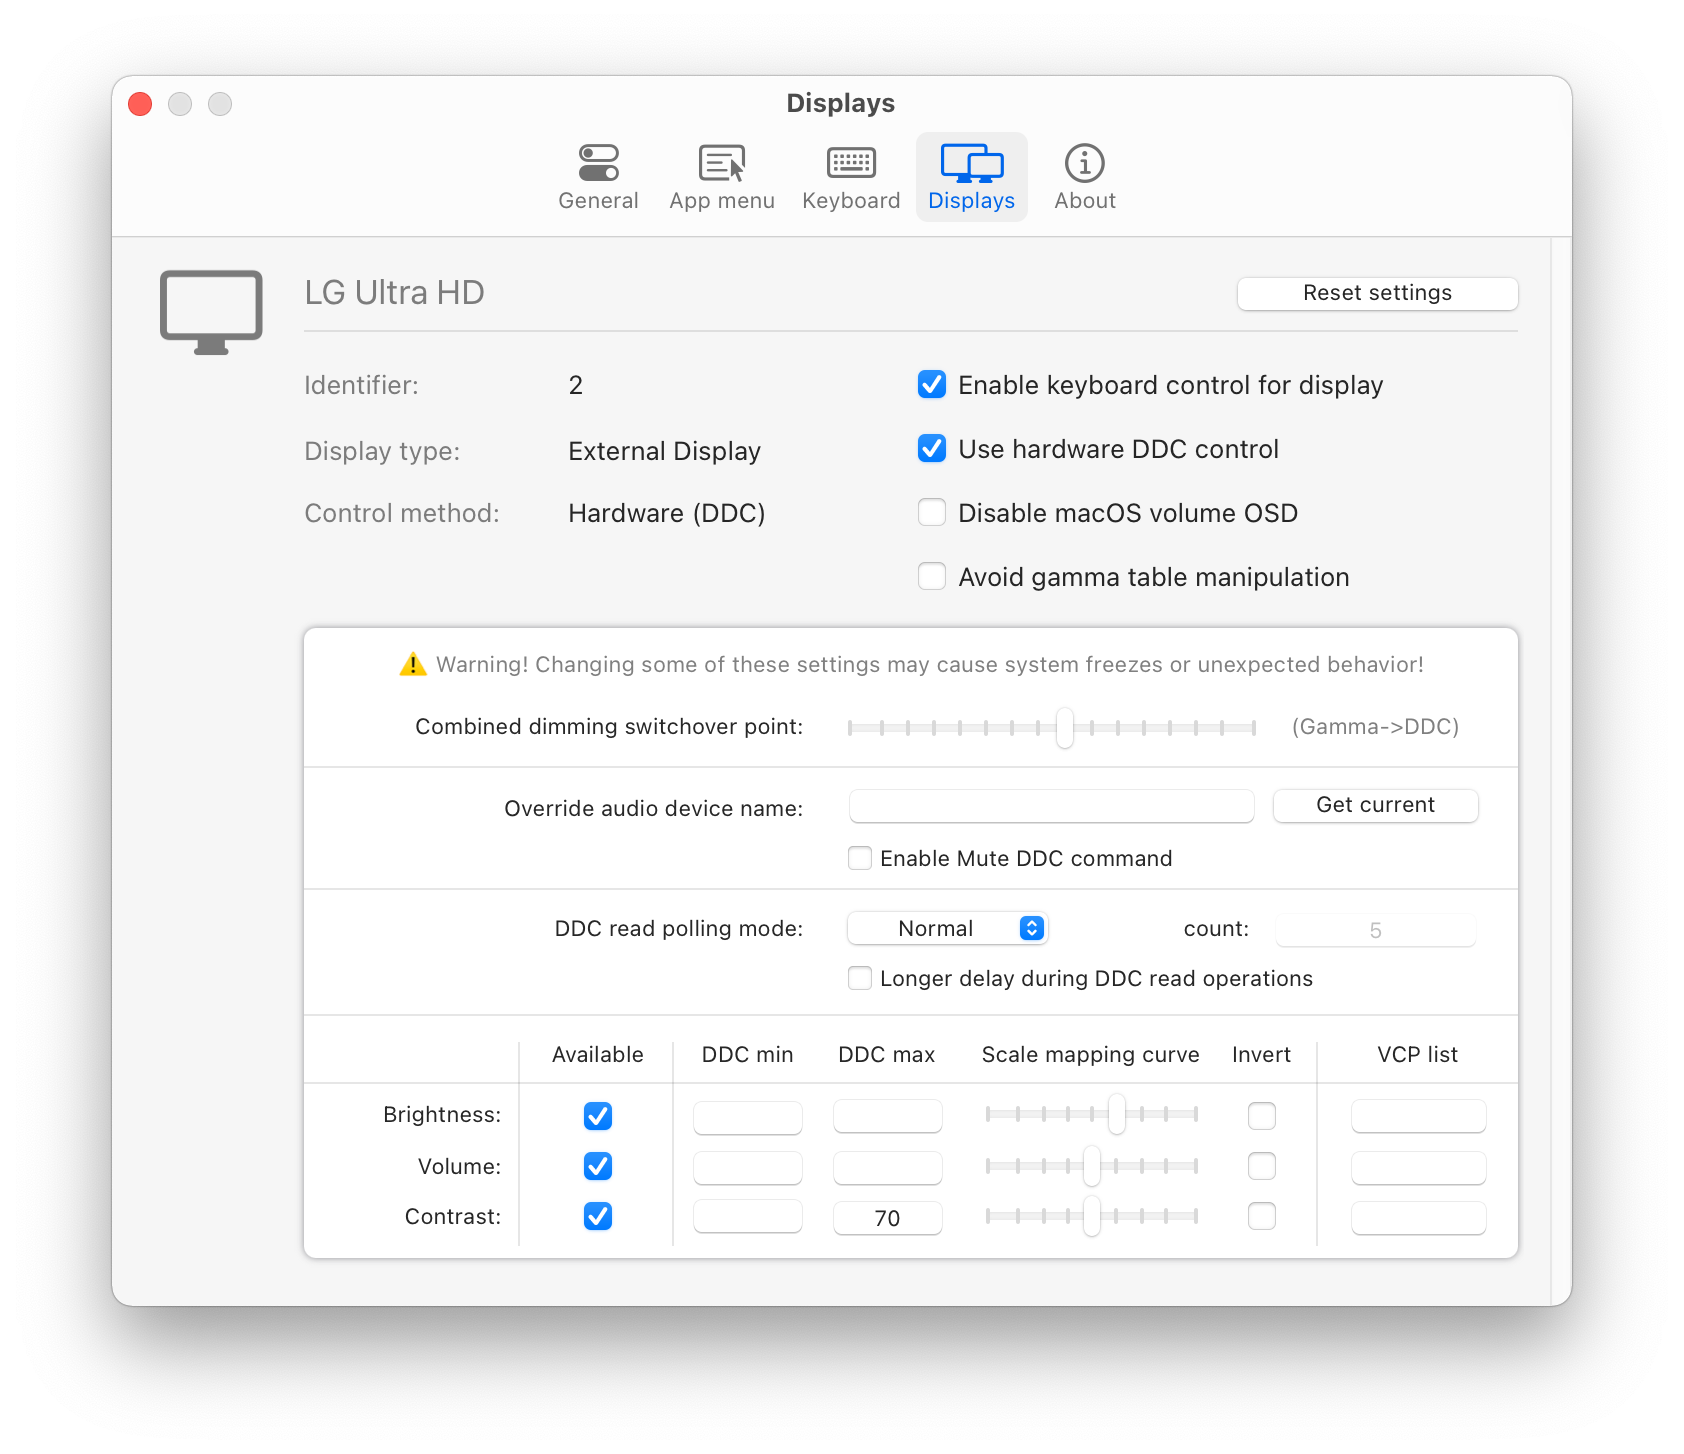 Displays
General App menu Keyboard Displays About
LG Ultra HD Reset settings
Identifier: 2 Enable keyboard control for display
Display type: External Display Use hardware DDC control
Control method: Hardware (DDC) Disable macOS volume OSD
Avoid gamma table manipulation
Warning! Changing some of these settings may cause system freezes or unexpected behavior!
Combined dimming switchover point: (Gamma->DDC)
Override audio device name: Get current
Enable Mute DDC command
DDC read polling mode: Normal count: 5
Longer delay during DDC read operations
Available DDC min DDC max Scale mapping curve Invert VCP list
Brightness:
Volume:
Contrast: 70